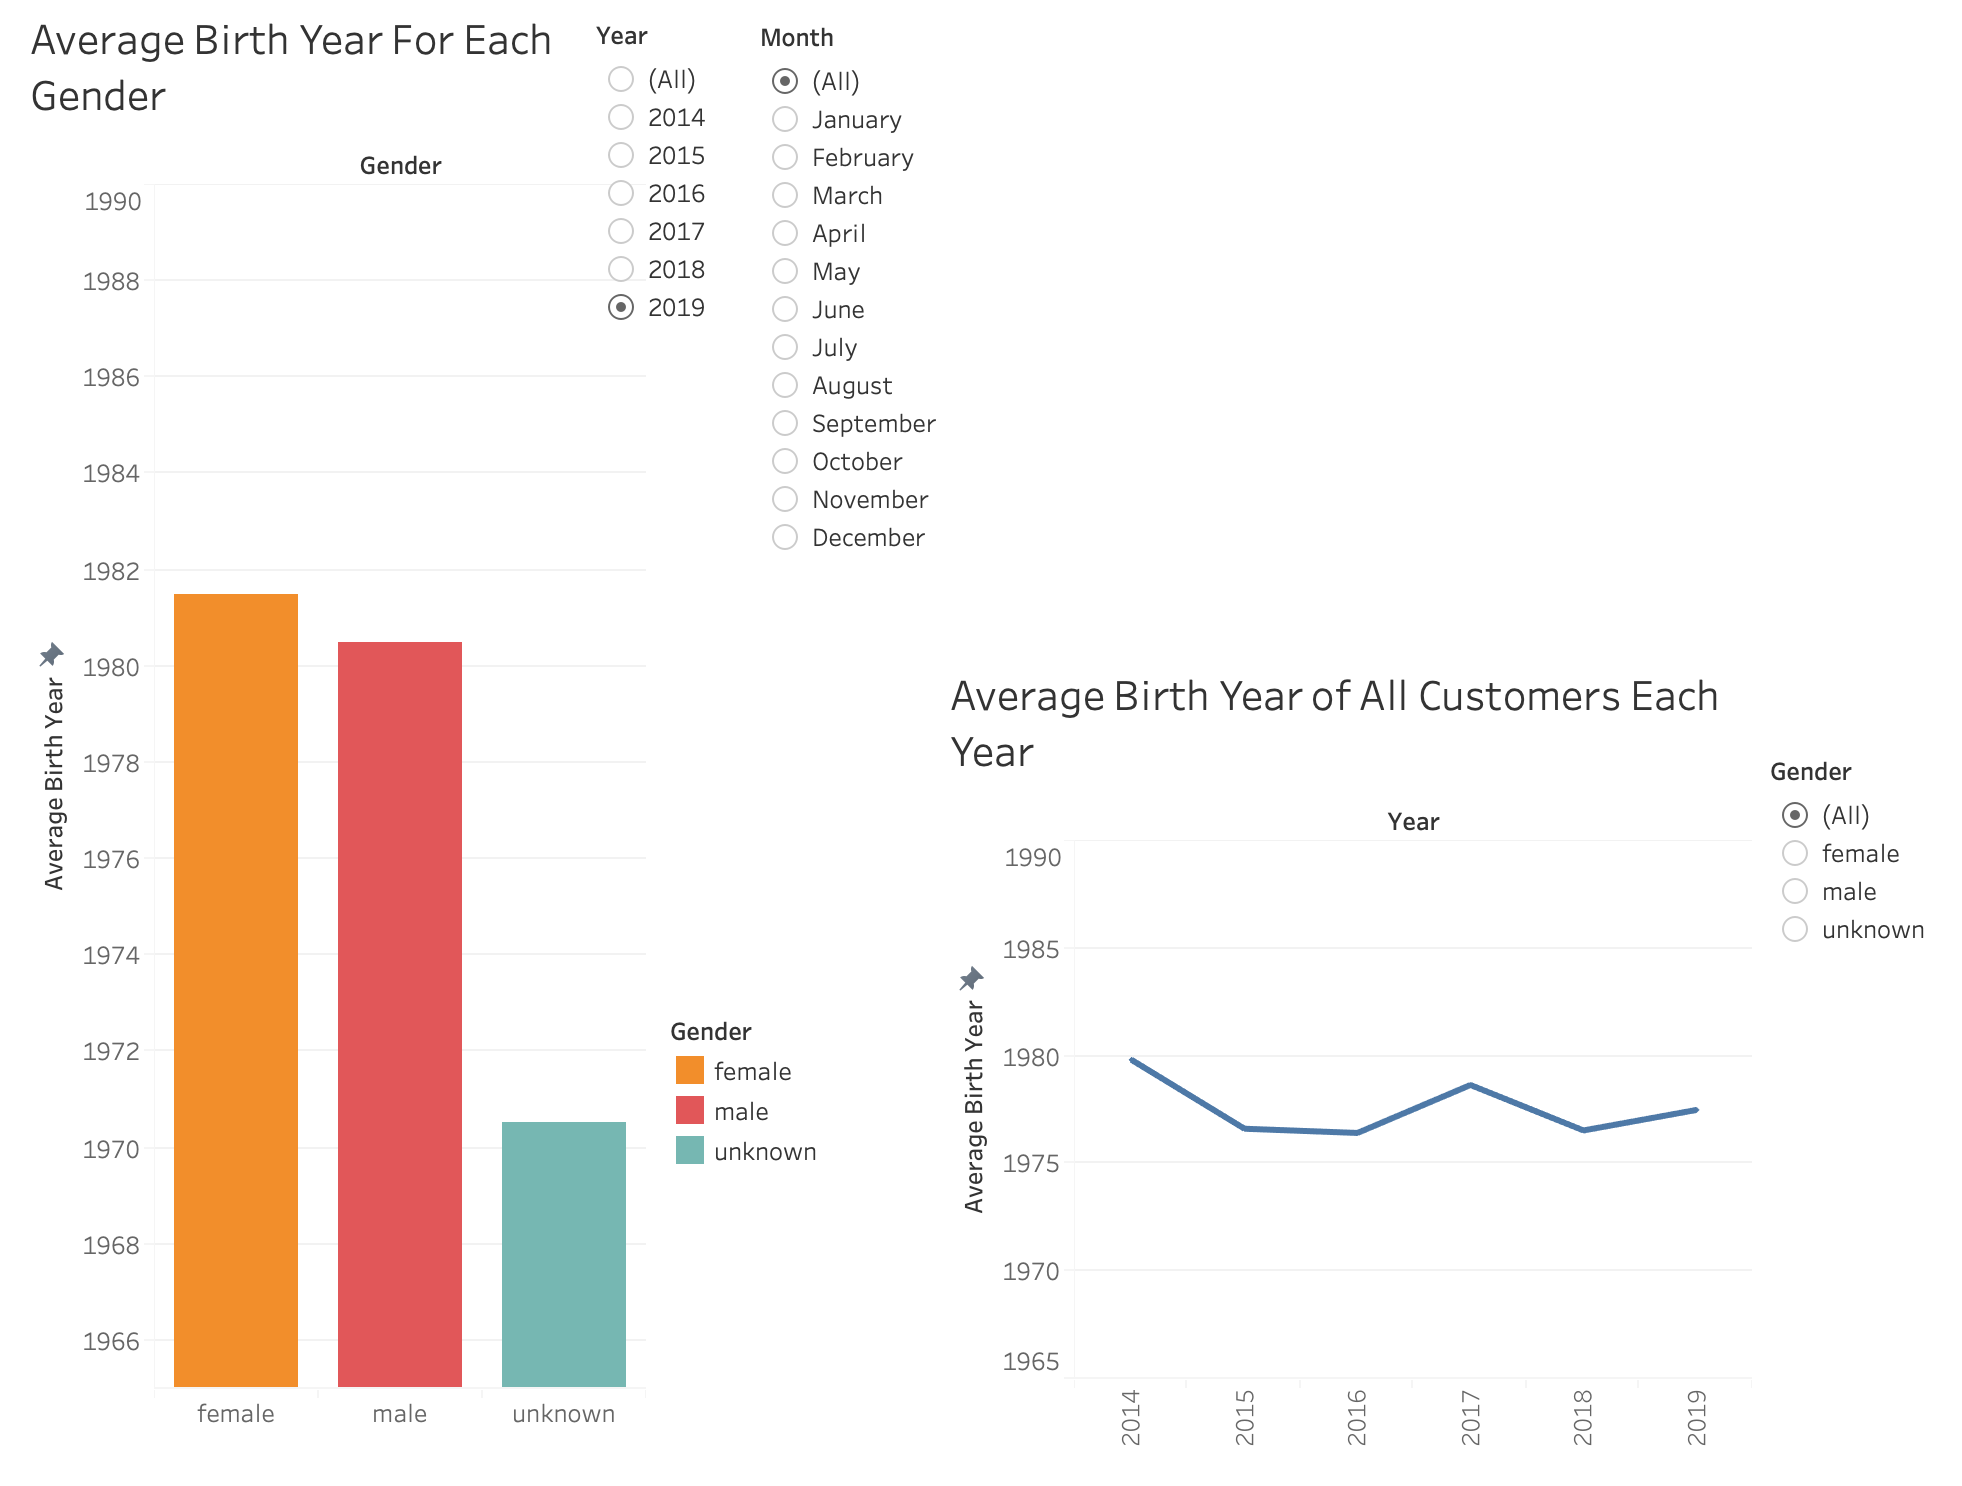 Average Birth Year For Each
Gender
Year
(All)
2014
2015
2016
2017
2018
2019
Month
(All)
January
February
March
April
May
June
July
August
September
October
November
December
Gender
1990
1988
1986
1984
1982
1980
1978
1976
1974
1972
1970
1968
1966
Average Birth Year
female
male
unknown
Gender
female
male
unknown
Average Birth Year of All Customers Each
Year
Gender
(All)
female
male
unknown
Year
1990
1985
1980
1975
1970
1965
Average Birth Year
2014
2015
2016
2017
2018
2019